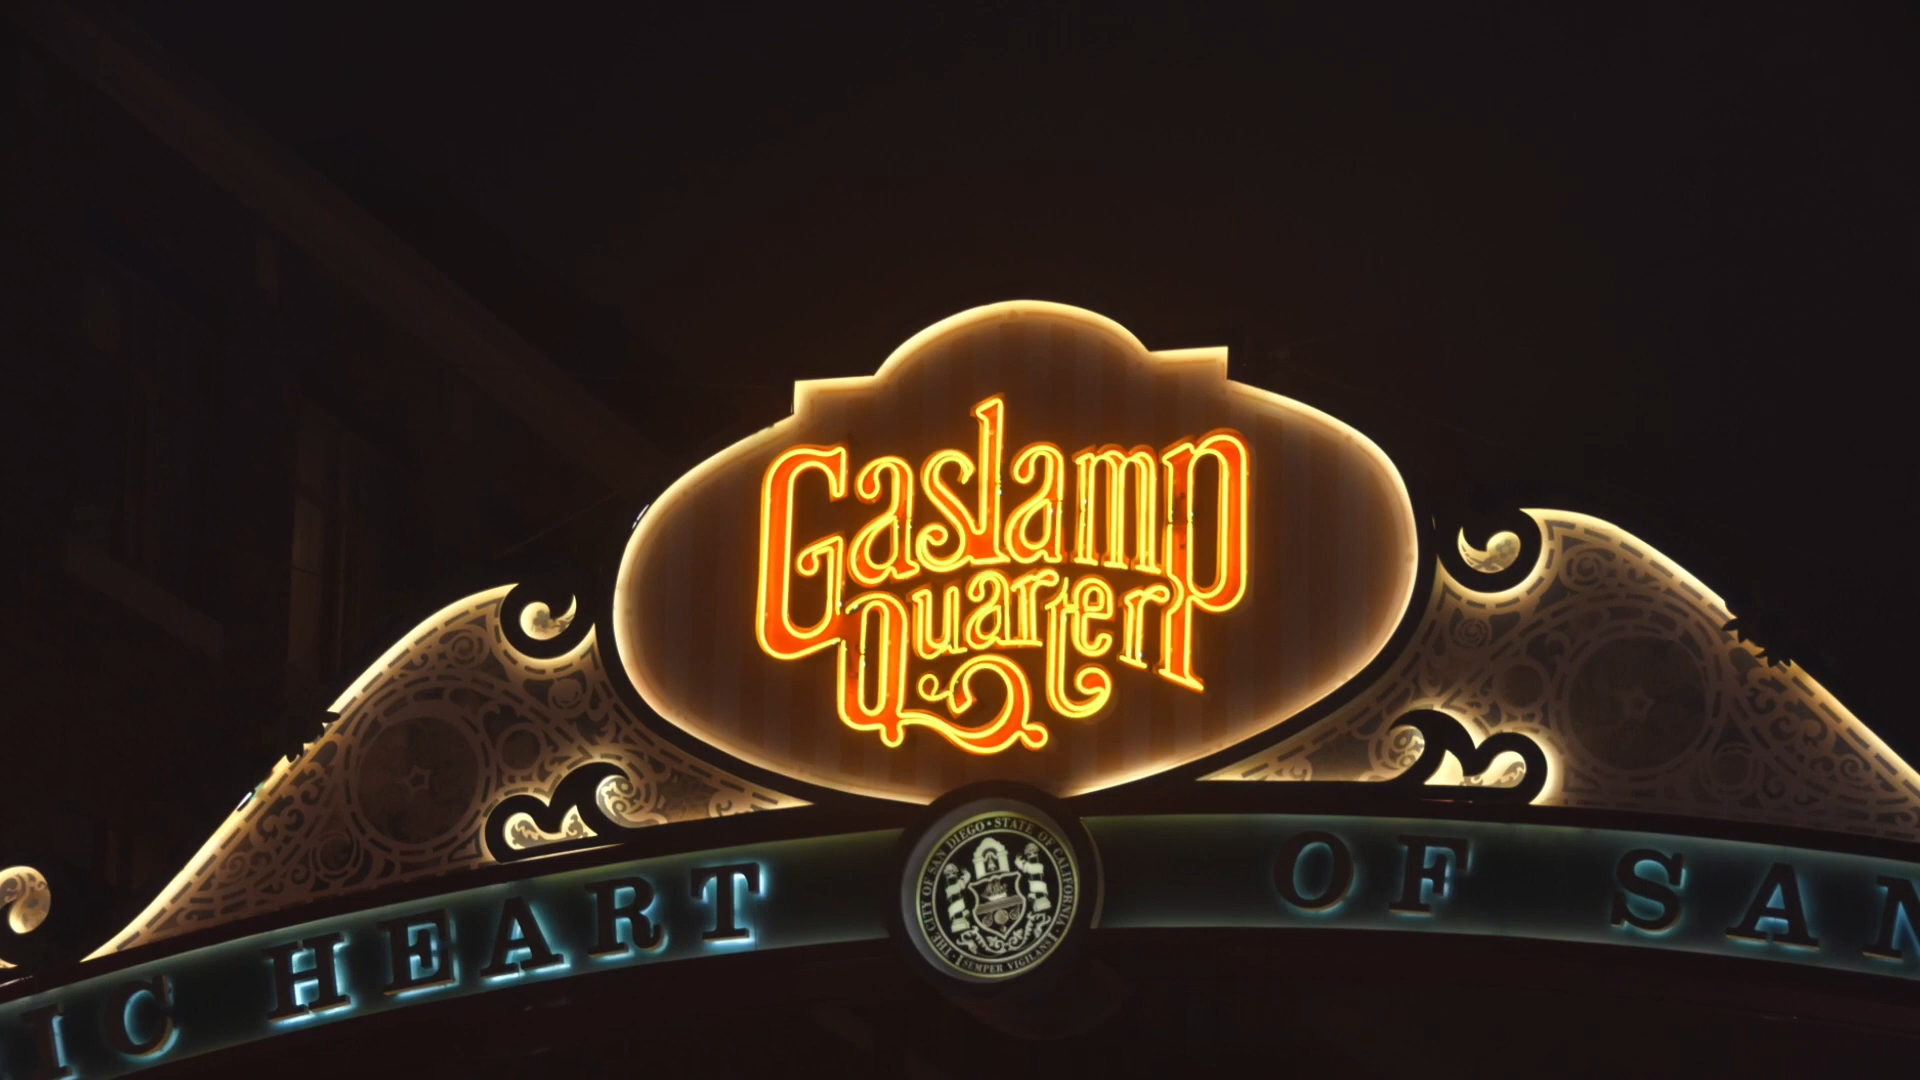 Gaslamp
Quarter
IC HEART OF SAN
THE CITY OF SAN DIEGO • STATE OF CALIFORNIA
SEMPER VIGILANS